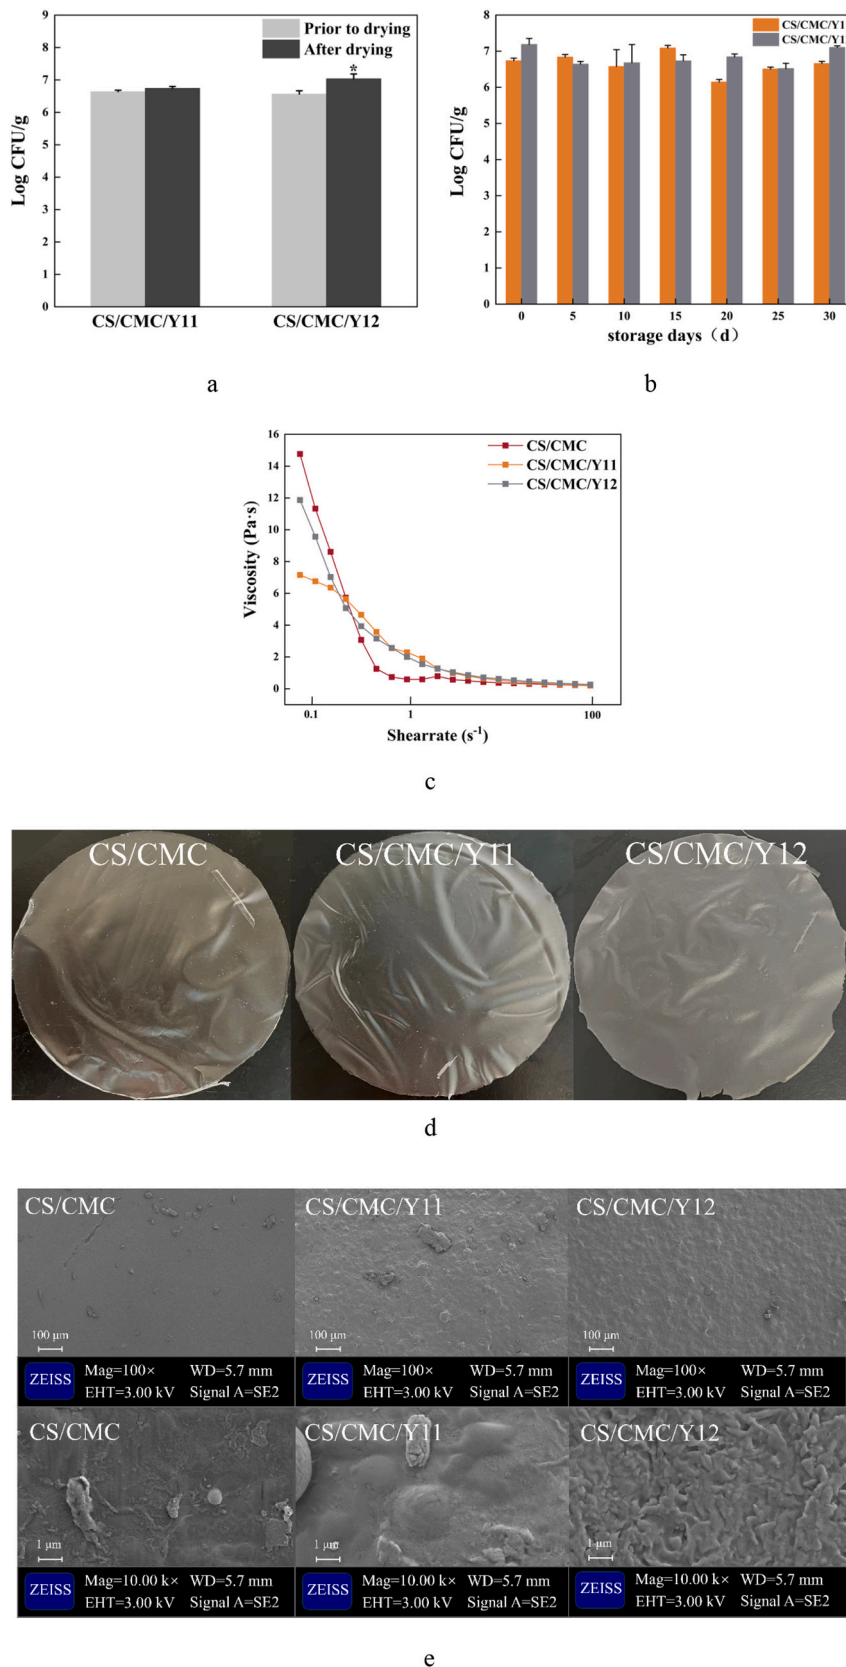 Log CFU/g
9
8
7
6
5
4
3
2
1
0
Prior to drying
After drying
*
CS/CMC/Y11
CS/CMC/Y12
a
Log CFU/g
8
7
6
5
4
3
2
1
0
CS/CMC/Y1
CS/CMC/Y1
0 5 10 15 20 25 30
storage days（d）
b
Viscosity (Pa·s)
16
14
12
10
8
6
4
2
0
CS/CMC
CS/CMC/Y11
CS/CMC/Y12
0.1 1 100
Shearrate (s-1)
c
CS/CMC
CS/CMC/Y11
CS/CMC/Y12
d
CS/CMC
100 μm
ZEISS
Mag=100× WD=5.7 mm
EHT=3.00 kV Signal A=SE2
CS/CMC/Y11
100 μm
Mag=100× WD=5.7 mm
ZEISS
EHT=3.00 kV Signal A=SE2
CS/CMC/Y12
100 μm
Mag=100× WD=5.7 mm
ZEISS
EHT=3.00 kV Signal A=SE2
CS/CMC
1 μm
Mag=10.00 k× WD=5.7 mm
ZEISS
EHT=3.00 kV Signal A=SE2
CS/CMC/Y11
1 μm
Mag=10.00 k× WD=5.7 mm
ZEISS
EHT=3.00 kV Signal A=SE2
CS/CMC/Y12
1 μm
Mag=10.00 k× WD=5.7 mm
ZEISS
EHT=3.00 kV Signal A=SE2
e